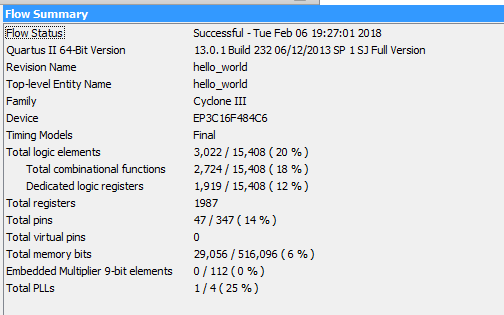 Flow Summary
Flow Status Successful - Tue Feb 06 19:27:01 2018
Quartus II 64-Bit Version 13.0.1 Build 232 06/12/2013 SP 1 SJ Full Version
Revision Name hello_world
Top-level Entity Name hello_world
Family Cyclone III
Device EP3C16F484C6
Timing Models Final
Total logic elements 3,022 / 15,408 ( 20 % )
Total combinational functions 2,724 / 15,408 ( 18 % )
Dedicated logic registers 1,919 / 15,408 ( 12 % )
Total registers 1987
Total pins 47 / 347 ( 14 % )
Total virtual pins 0
Total memory bits 29,056 / 516,096 ( 6 % )
Embedded Multiplier 9-bit elements 0 / 112 ( 0 % )
Total PLLs 1 / 4 ( 25 % )